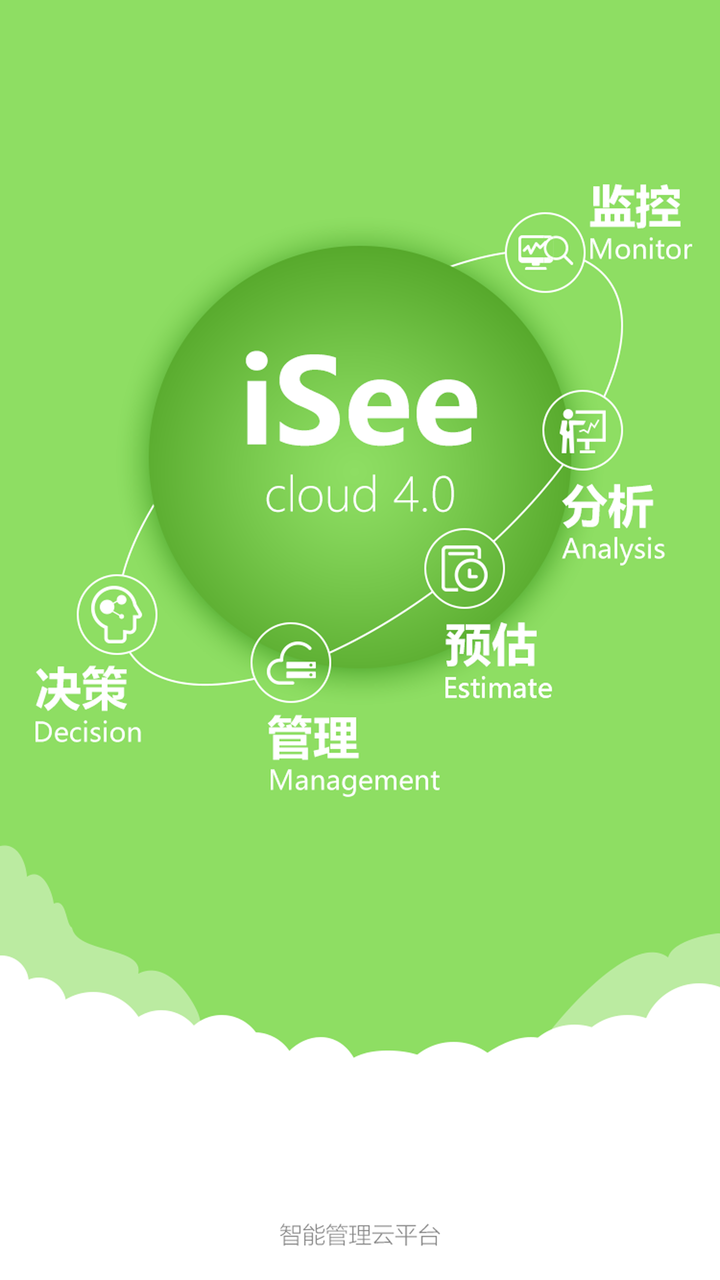 监控
Monitor
iSee
cloud 4.0
分析
Analysis
预估
Estimate
决策
Decision
管理
Management
智能管理云平台